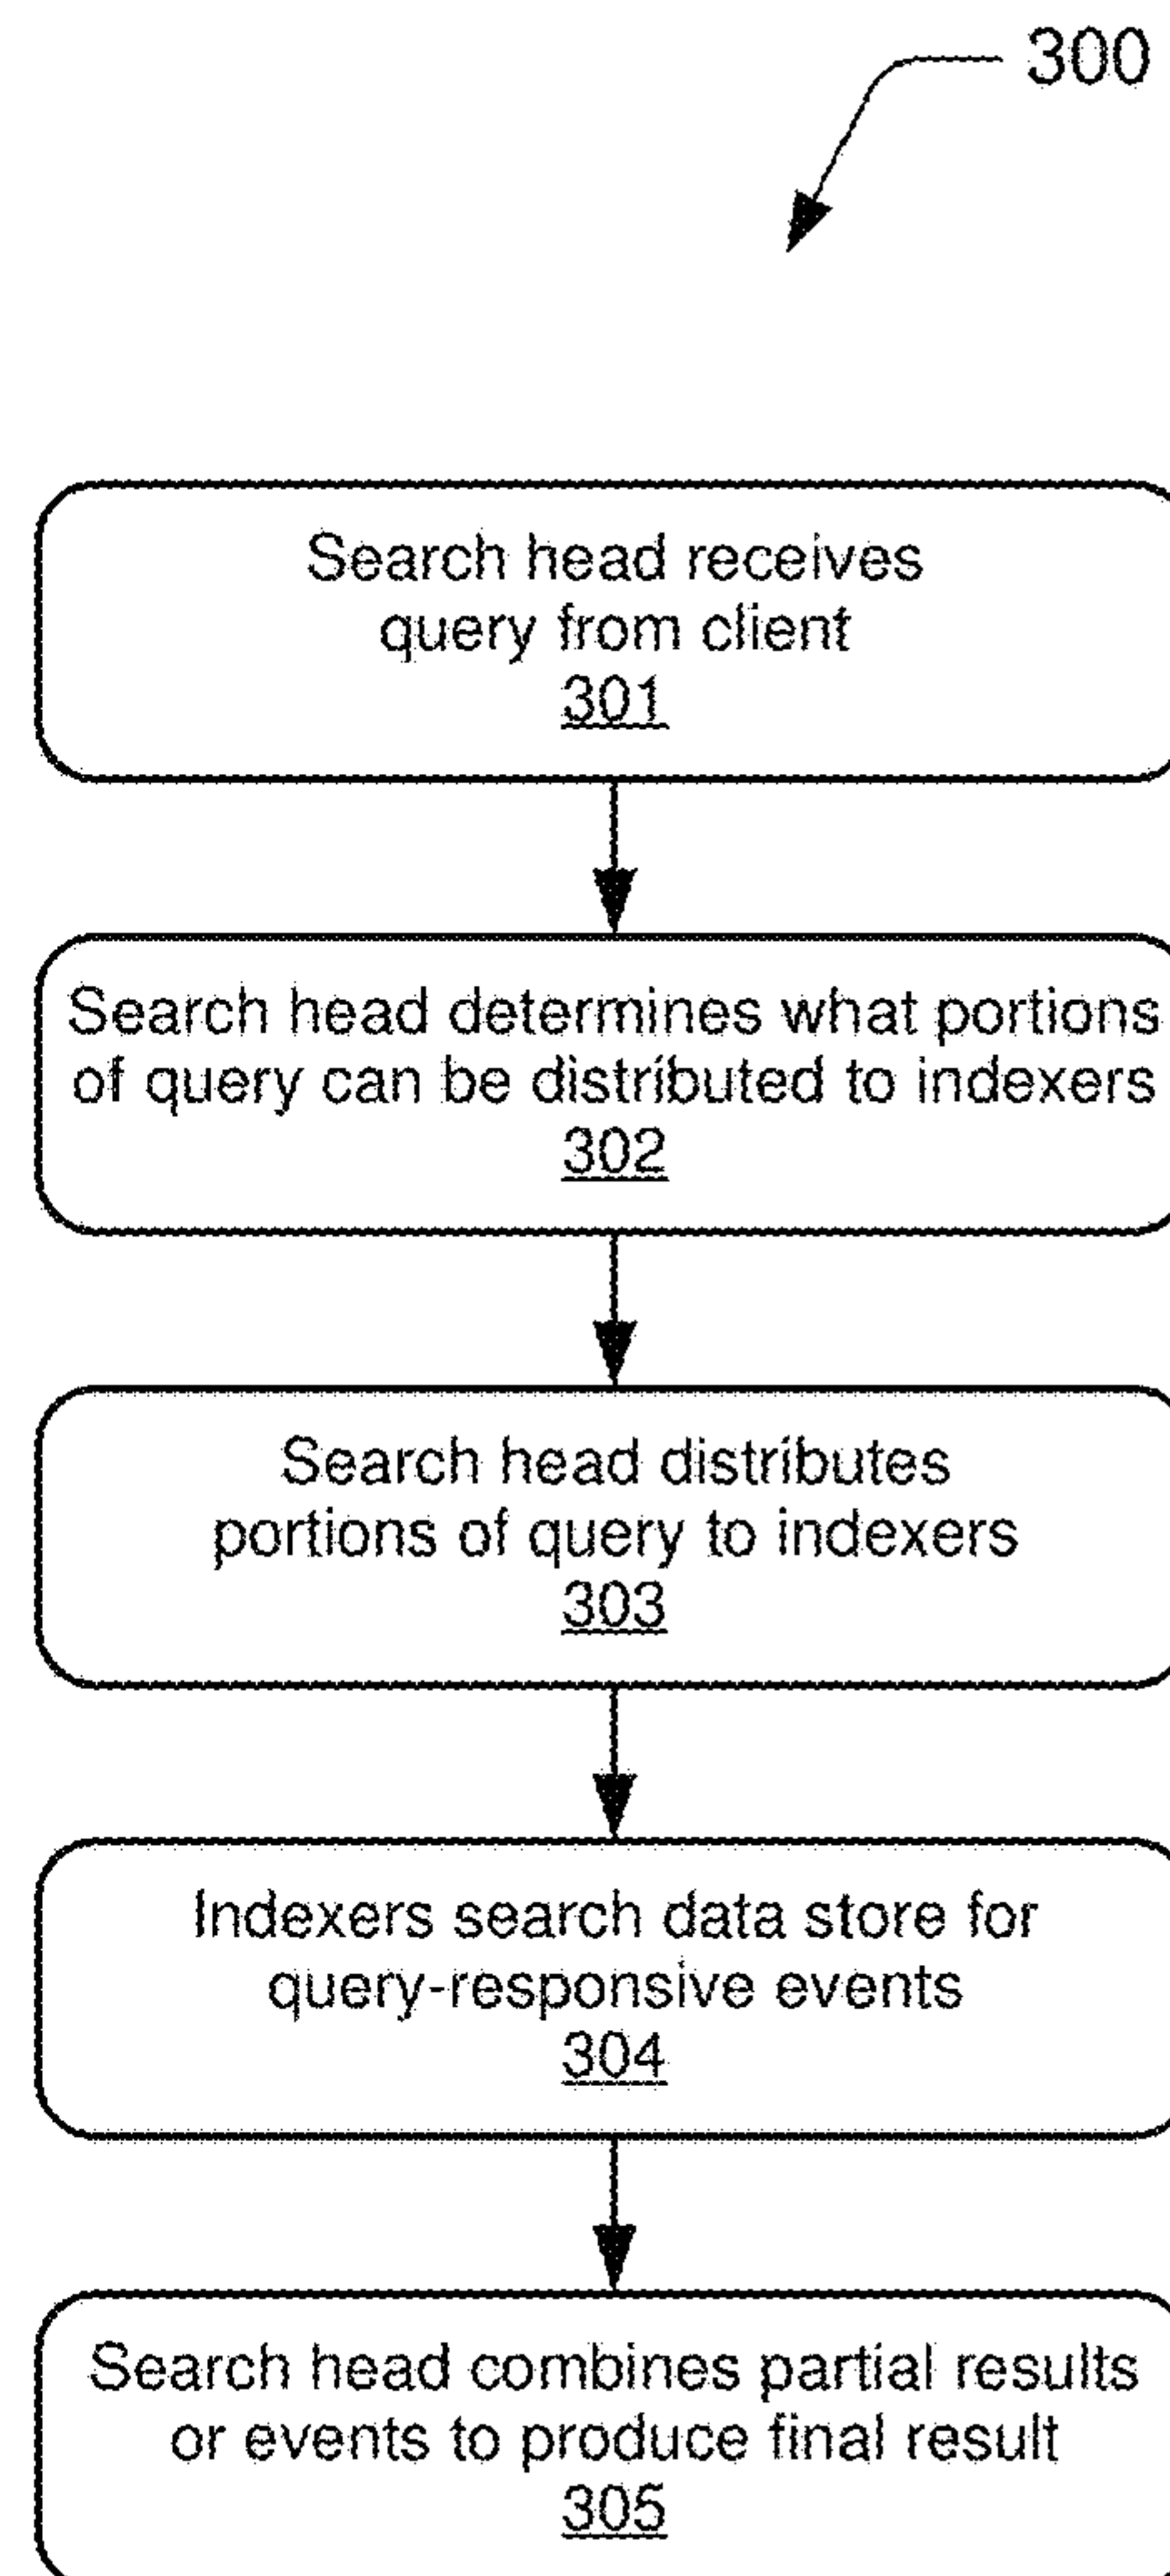 300
Search head receives
query from client
301
Search head determines what portions
of query can be distributed to indexers
302
Search head distributes
portions of query to indexers
303
Indexers search data store for
query-responsive events
304
Search head combines partial results
or events to produce final result
305